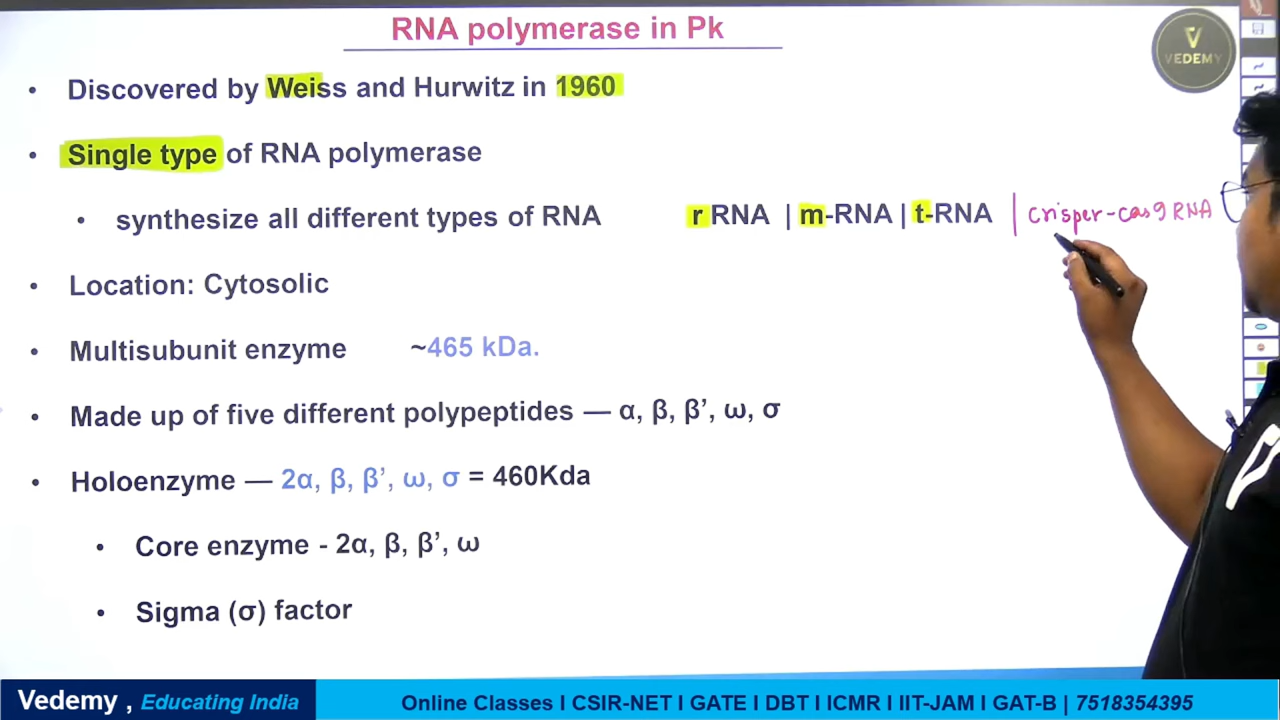 RNA polymerase in Pk
VEDEMY
• Discovered by Weiss and Hurwitz in 1960
• Single type of RNA polymerase
• synthesize all different types of RNA r RNA | m-RNA | t-RNA | crisper-cas9 RNA
• Location: Cytosolic
• Multisubunit enzyme ~465 kDa.
• Made up of five different polypeptides — α, β, β’, ω, σ
• Holoenzyme — 2α, β, β’, ω, σ = 460Kda
• Core enzyme - 2α, β, β’, ω
• Sigma (σ) factor
Vedemy , Educating India Online Classes I CSIR-NET I GATE I DBT I ICMR I IIT-JAM I GAT-B | 7518354395